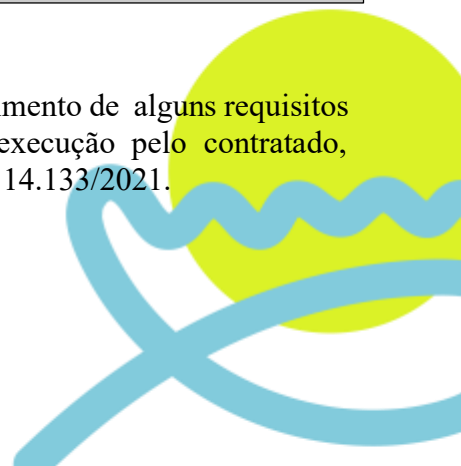 mento de alguns requisitos
execução pelo contratado,
14.133/2021.